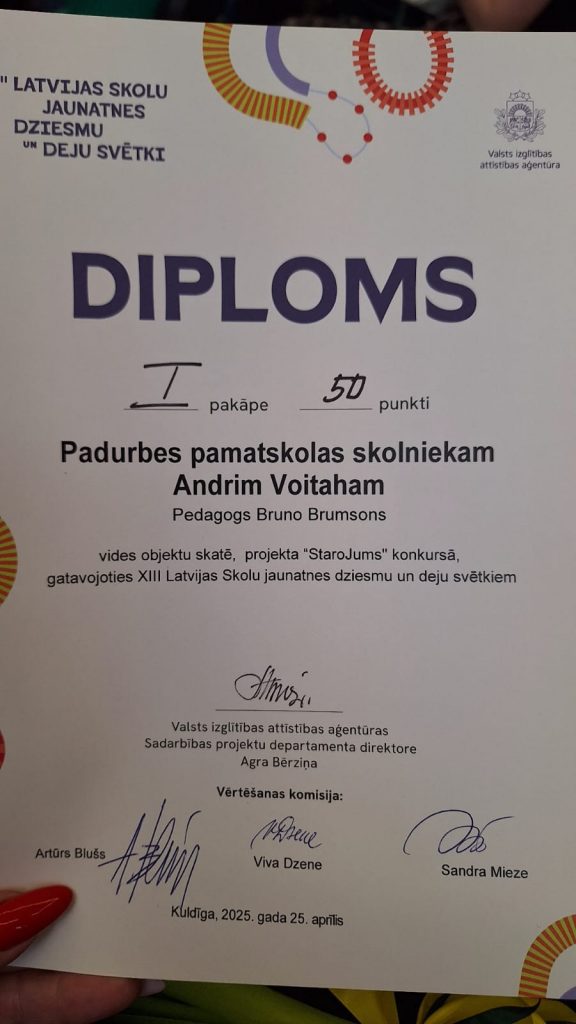 " LATVIJAS SKOLU
JAUNATNES
DZIESMU
UN DEJU SVĒTKI
Valsts izglītības
attīstības aģentūra
DIPLOMS
I pakāpe 50 punkti
Padurbes pamatskolas skolniekam
Andrim Voitaham
Pedagogs Bruno Brumsons
vides objektu skatē, projekta “StaroJums" konkursā,
gatavojoties XIII Latvijas Skolu jaunatnes dziesmu un deju svētkiem
Valsts izglītības attīstības aģentūras
Sadarbības projektu departamenta direktore
Agra Bērziņa
Vērtēšanas komisija:
Artūrs Blušs
VDzene
Viva Dzene
Sandra Mieze
Kuldīga, 2025. gada 25. aprīlis